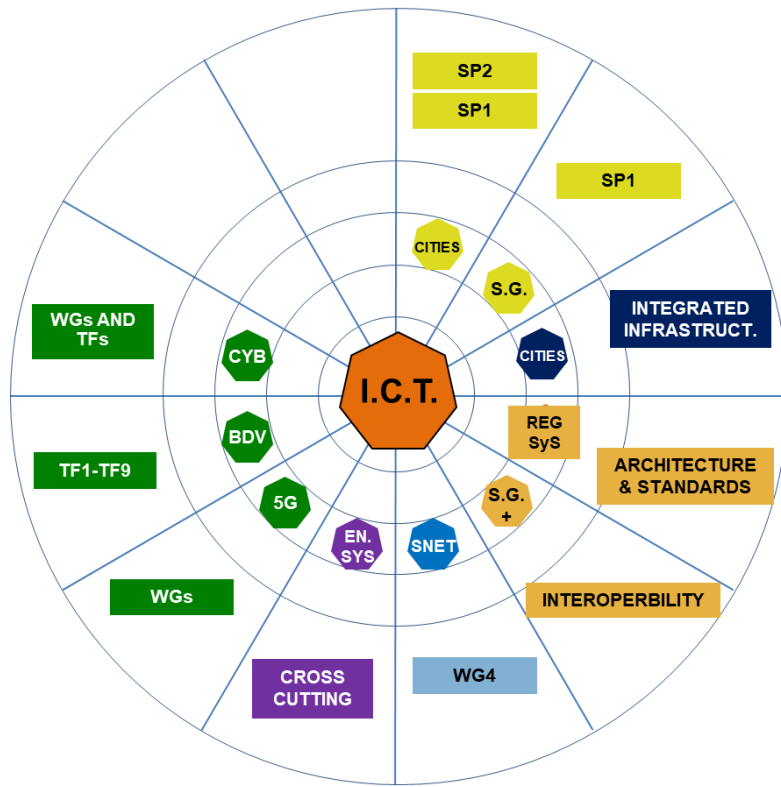 SP2
SP1
SP1
CITIES
S.G.
INTEGRATED
INFRASTRUCT.
WGs AND
TFs
CYB
CITIES
I.C.T.
REG
SyS
BDV
TF1-TF9
ARCHITECTURE
& STANDARDS
5G
S.G.
+
EN.
SYS
SNET
WGs
INTEROPERBILITY
CROSS
CUTTING
WG4